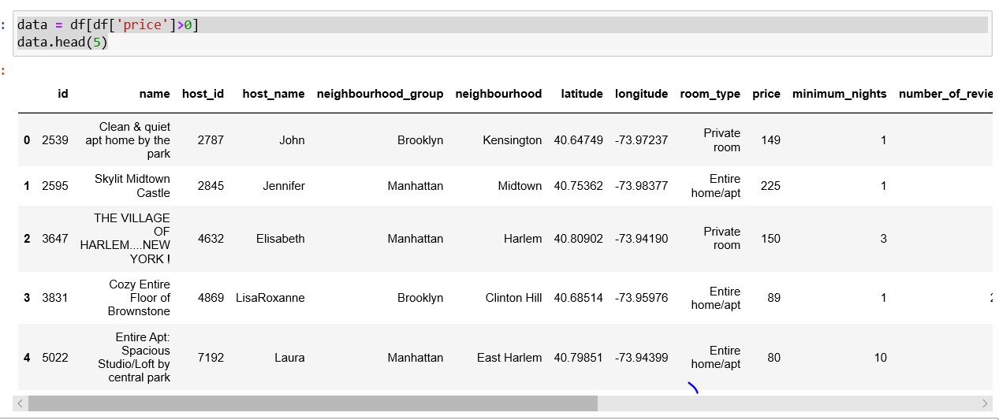 : data = df[df['price']>0]
data.head(5)
:
id name host_id host_name neighbourhood_group neighbourhood latitude longitude room_type price minimum_nights number_of_revie
0 2539 Clean & quiet apt home by the park 2787 John Brooklyn Kensington 40.64749 -73.97237 Private room 149 1
1 2595 Skylit Midtown Castle 2845 Jennifer Manhattan Midtown 40.75362 -73.98377 Entire home/apt 225 1
2 3647 THE VILLAGE OF HARLEM....NEW YORK ! 4632 Elisabeth Manhattan Harlem 40.80902 -73.94190 Private room 150 3
3 3831 Cozy Entire Floor of Brownstone 4869 LisaRoxanne Brooklyn Clinton Hill 40.68514 -73.95976 Entire home/apt 89 1
4 5022 Entire Apt: Spacious Studio/Loft by central park 7192 Laura Manhattan East Harlem 40.79851 -73.94399 Entire home/apt 80 10